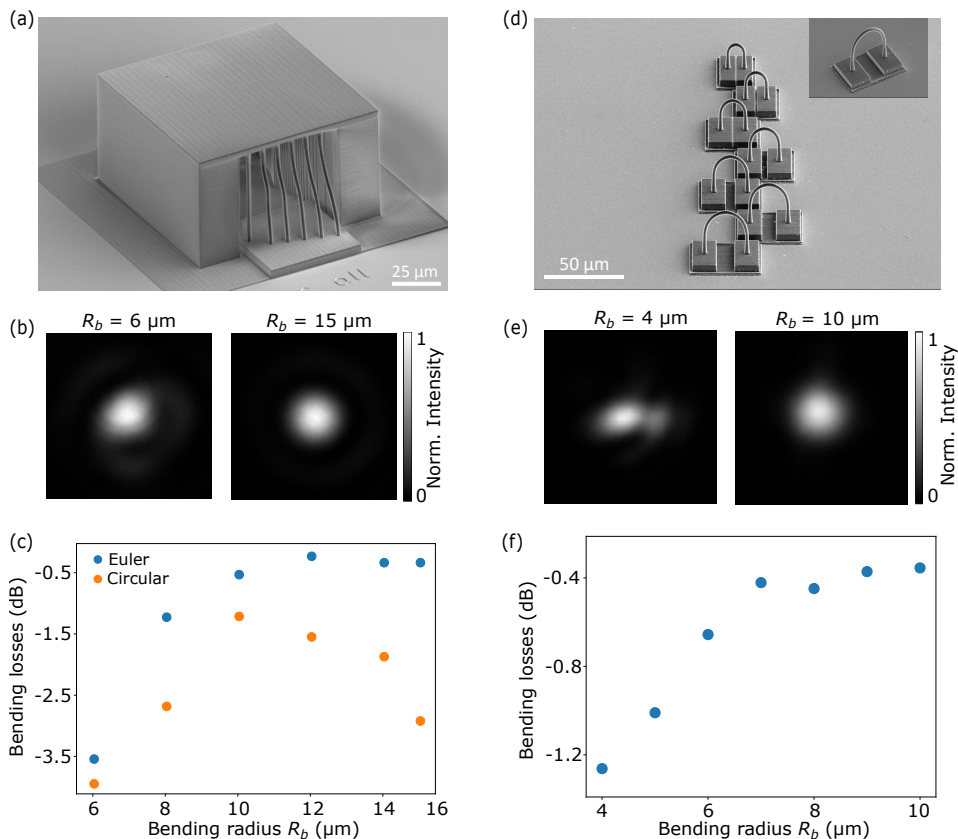 (a)
25 µm
(b)
R_b = 6 µm
R_b = 15 µm
1
0
Norm. Intensity
(c)
Euler
Circular
-0.5
-1.5
-2.5
-3.5
Bending losses (dB)
6
8
10
12
14
16
Bending radius R_b (µm)
(d)
50 µm
(e)
R_b = 4 µm
R_b = 10 µm
1
0
Norm. Intensity
(f)
-0.4
-0.8
-1.2
Bending losses (dB)
4
6
8
10
Bending radius R_b (µm)